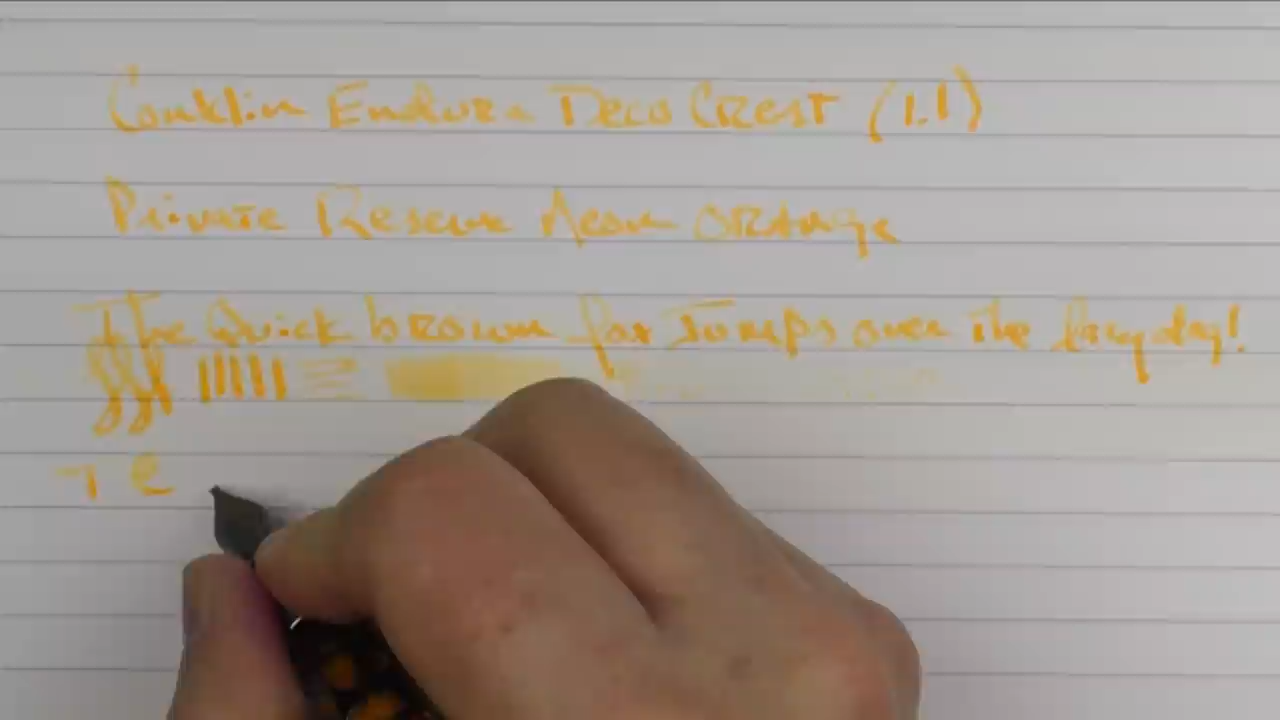 Conklin Endura Deco Crest (1.1)
Private Reserve Neon Orange
The Quick brown fox Jumps over The lazy dog!
fff